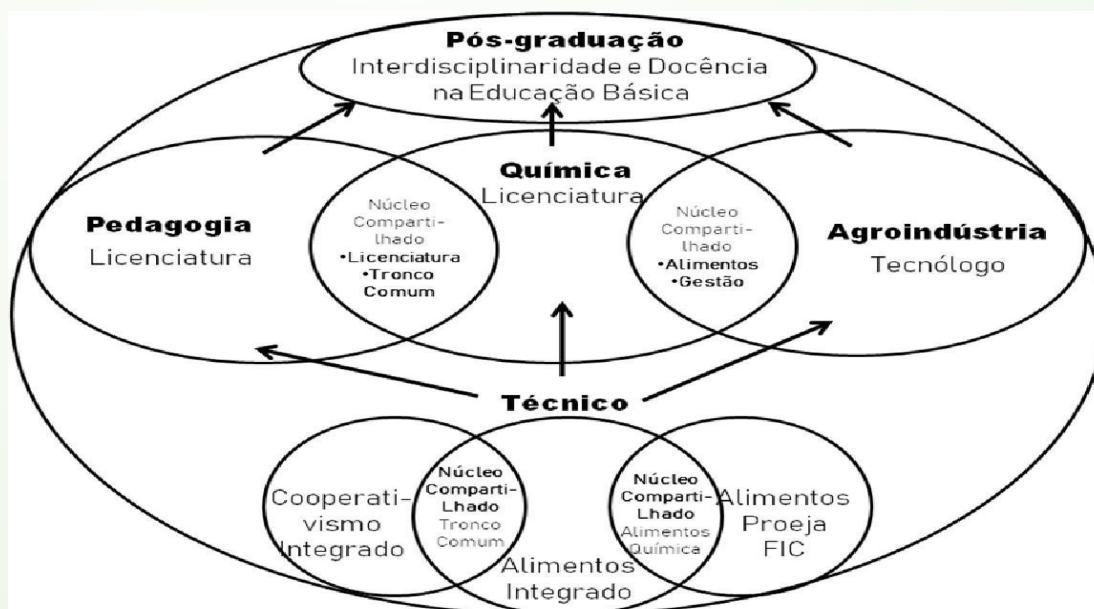 Pós-graduação
Interdisciplinaridade e Docência
na Educação Básica
Pedagogia
Licenciatura
Núcleo
Comparti-
lhado
•Licenciatura
•Tronco
Comum
Química
Licenciatura
Núcleo
Comparti-
lhado
•Alimentos
•Gestão
Agroindústria
Tecnólogo
Técnico
Cooperati-
vismo
Integrado
Núcleo
Comparti-
Lhado
Tronco
Comum
Alimentos
Integrado
Núcleo
Comparti-
Lhado
Alimentos
Química
Alimentos
Proeja
FIC